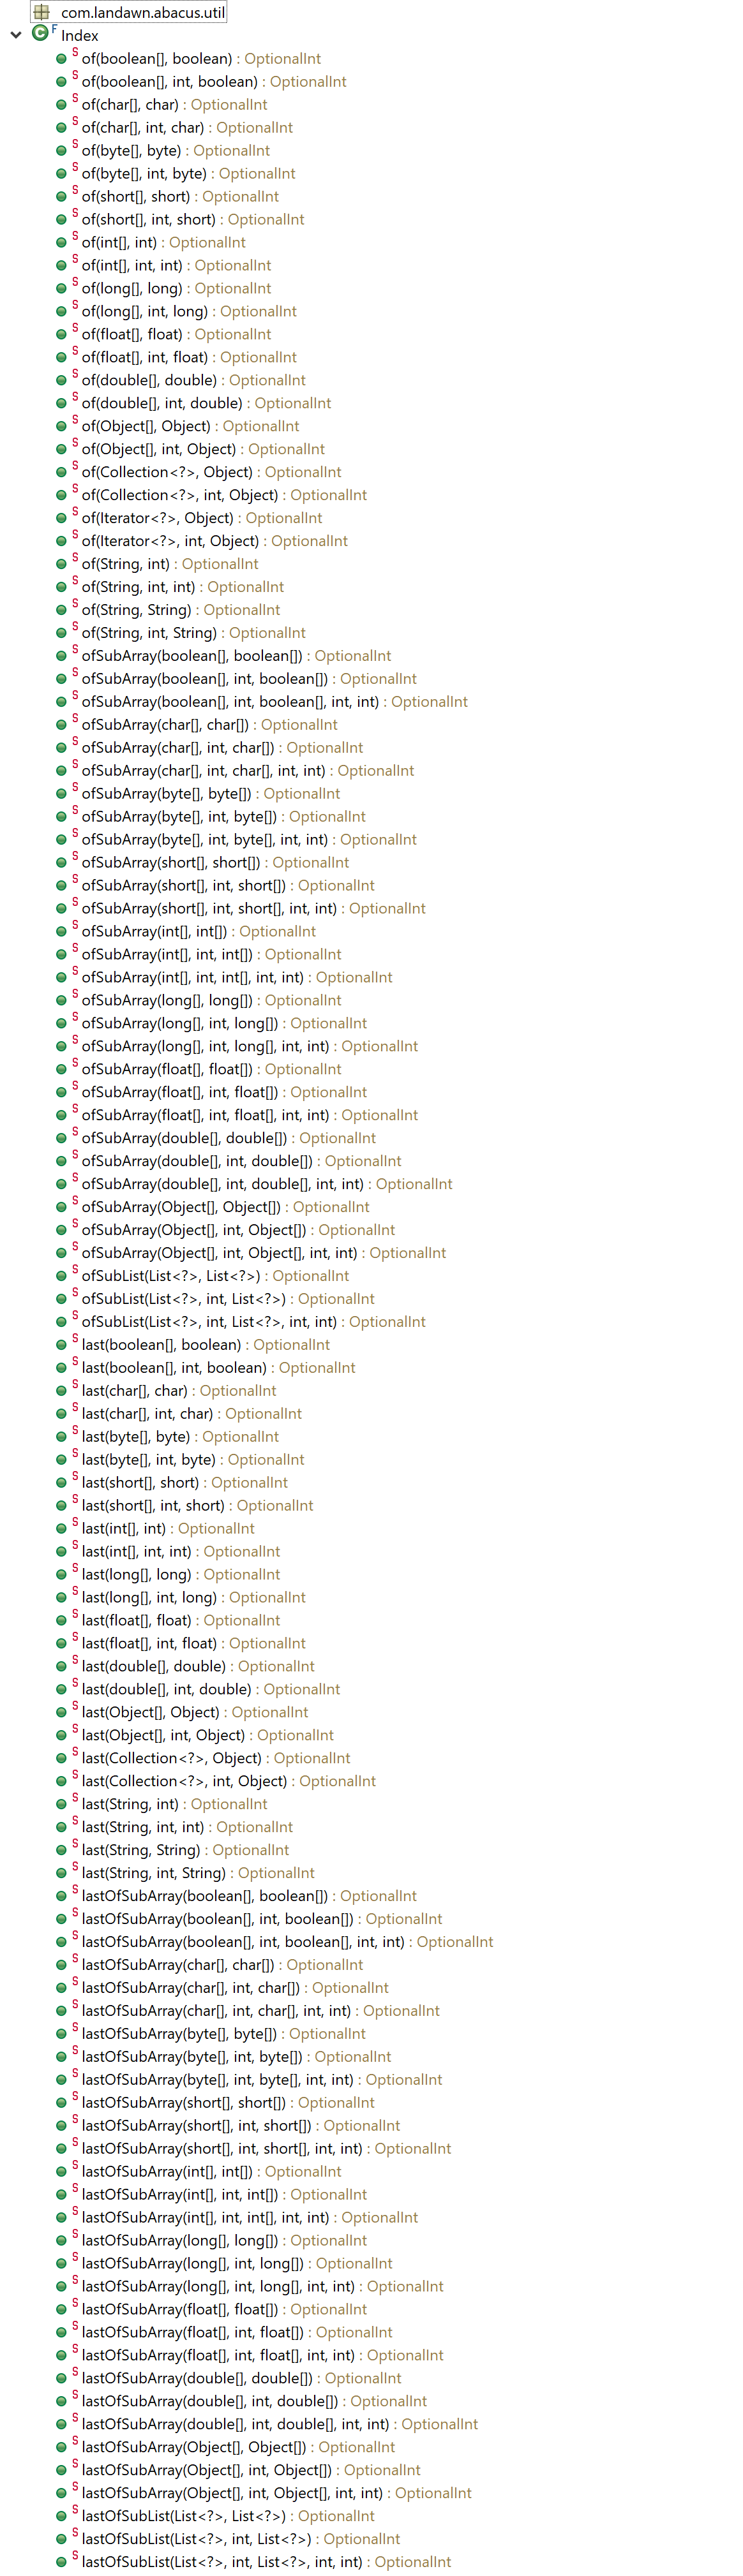 com.landawn.abacus.util
Index
of(boolean[], boolean) : OptionalInt
of(boolean[], int, boolean) : OptionalInt
of(char[], char) : OptionalInt
of(char[], int, char) : OptionalInt
of(byte[], byte) : OptionalInt
of(byte[], int, byte) : OptionalInt
of(short[], short) : OptionalInt
of(short[], int, short) : OptionalInt
of(int[], int) : OptionalInt
of(int[], int, int) : OptionalInt
of(long[], long) : OptionalInt
of(long[], int, long) : OptionalInt
of(float[], float) : OptionalInt
of(float[], int, float) : OptionalInt
of(double[], double) : OptionalInt
of(double[], int, double) : OptionalInt
of(Object[], Object) : OptionalInt
of(Object[], int, Object) : OptionalInt
of(Collection<?>, Object) : OptionalInt
of(Collection<?>, int, Object) : OptionalInt
of(Iterator<?>, Object) : OptionalInt
of(Iterator<?>, int, Object) : OptionalInt
of(String, int) : OptionalInt
of(String, int, int) : OptionalInt
of(String, String) : OptionalInt
of(String, int, String) : OptionalInt
ofSubArray(boolean[], boolean[]) : OptionalInt
ofSubArray(boolean[], int, boolean[]) : OptionalInt
ofSubArray(boolean[], int, boolean[], int, int) : OptionalInt
ofSubArray(char[], char[]) : OptionalInt
ofSubArray(char[], int, char[]) : OptionalInt
ofSubArray(char[], int, char[], int, int) : OptionalInt
ofSubArray(byte[], byte[]) : OptionalInt
ofSubArray(byte[], int, byte[]) : OptionalInt
ofSubArray(byte[], int, byte[], int, int) : OptionalInt
ofSubArray(short[], short[]) : OptionalInt
ofSubArray(short[], int, short[]) : OptionalInt
ofSubArray(short[], int, short[], int, int) : OptionalInt
ofSubArray(int[], int[]) : OptionalInt
ofSubArray(int[], int, int[]) : OptionalInt
ofSubArray(int[], int, int[], int, int) : OptionalInt
ofSubArray(long[], long[]) : OptionalInt
ofSubArray(long[], int, long[]) : OptionalInt
ofSubArray(long[], int, long[], int, int) : OptionalInt
ofSubArray(float[], float[]) : OptionalInt
ofSubArray(float[], int, float[]) : OptionalInt
ofSubArray(float[], int, float[], int, int) : OptionalInt
ofSubArray(double[], double[]) : OptionalInt
ofSubArray(double[], int, double[]) : OptionalInt
ofSubArray(double[], int, double[], int, int) : OptionalInt
ofSubArray(Object[], Object[]) : OptionalInt
ofSubArray(Object[], int, Object[]) : OptionalInt
ofSubArray(Object[], int, Object[], int, int) : OptionalInt
ofSubList(List<?>, List<?>) : OptionalInt
ofSubList(List<?>, int, List<?>) : OptionalInt
ofSubList(List<?>, int, List<?>, int, int) : OptionalInt
last(boolean[], boolean) : OptionalInt
last(boolean[], int, boolean) : OptionalInt
last(char[], char) : OptionalInt
last(char[], int, char) : OptionalInt
last(byte[], byte) : OptionalInt
last(byte[], int, byte) : OptionalInt
last(short[], short) : OptionalInt
last(short[], int, short) : OptionalInt
last(int[], int) : OptionalInt
last(int[], int, int) : OptionalInt
last(long[], long) : OptionalInt
last(long[], int, long) : OptionalInt
last(float[], float) : OptionalInt
last(float[], int, float) : OptionalInt
last(double[], double) : OptionalInt
last(double[], int, double) : OptionalInt
last(Object[], Object) : OptionalInt
last(Object[], int, Object) : OptionalInt
last(Collection<?>, Object) : OptionalInt
last(Collection<?>, int, Object) : OptionalInt
last(String, int) : OptionalInt
last(String, int, int) : OptionalInt
last(String, String) : OptionalInt
last(String, int, String) : OptionalInt
lastOfSubArray(boolean[], boolean[]) : OptionalInt
lastOfSubArray(boolean[], int, boolean[]) : OptionalInt
lastOfSubArray(boolean[], int, boolean[], int, int) : OptionalInt
lastOfSubArray(char[], char[]) : OptionalInt
lastOfSubArray(char[], int, char[]) : OptionalInt
lastOfSubArray(char[], int, char[], int, int) : OptionalInt
lastOfSubArray(byte[], byte[]) : OptionalInt
lastOfSubArray(byte[], int, byte[]) : OptionalInt
lastOfSubArray(byte[], int, byte[], int, int) : OptionalInt
lastOfSubArray(short[], short[]) : OptionalInt
lastOfSubArray(short[], int, short[]) : OptionalInt
lastOfSubArray(short[], int, short[], int, int) : OptionalInt
lastOfSubArray(int[], int[]) : OptionalInt
lastOfSubArray(int[], int, int[]) : OptionalInt
lastOfSubArray(int[], int, int[], int, int) : OptionalInt
lastOfSubArray(long[], long[]) : OptionalInt
lastOfSubArray(long[], int, long[]) : OptionalInt
lastOfSubArray(long[], int, long[], int, int) : OptionalInt
lastOfSubArray(float[], float[]) : OptionalInt
lastOfSubArray(float[], int, float[]) : OptionalInt
lastOfSubArray(float[], int, float[], int, int) : OptionalInt
lastOfSubArray(double[], double[]) : OptionalInt
lastOfSubArray(double[], int, double[]) : OptionalInt
lastOfSubArray(double[], int, double[], int, int) : OptionalInt
lastOfSubArray(Object[], Object[]) : OptionalInt
lastOfSubArray(Object[], int, Object[]) : OptionalInt
lastOfSubArray(Object[], int, Object[], int, int) : OptionalInt
lastOfSubList(List<?>, List<?>) : OptionalInt
lastOfSubList(List<?>, int, List<?>) : OptionalInt
lastOfSubList(List<?>, int, List<?>, int, int) : OptionalInt